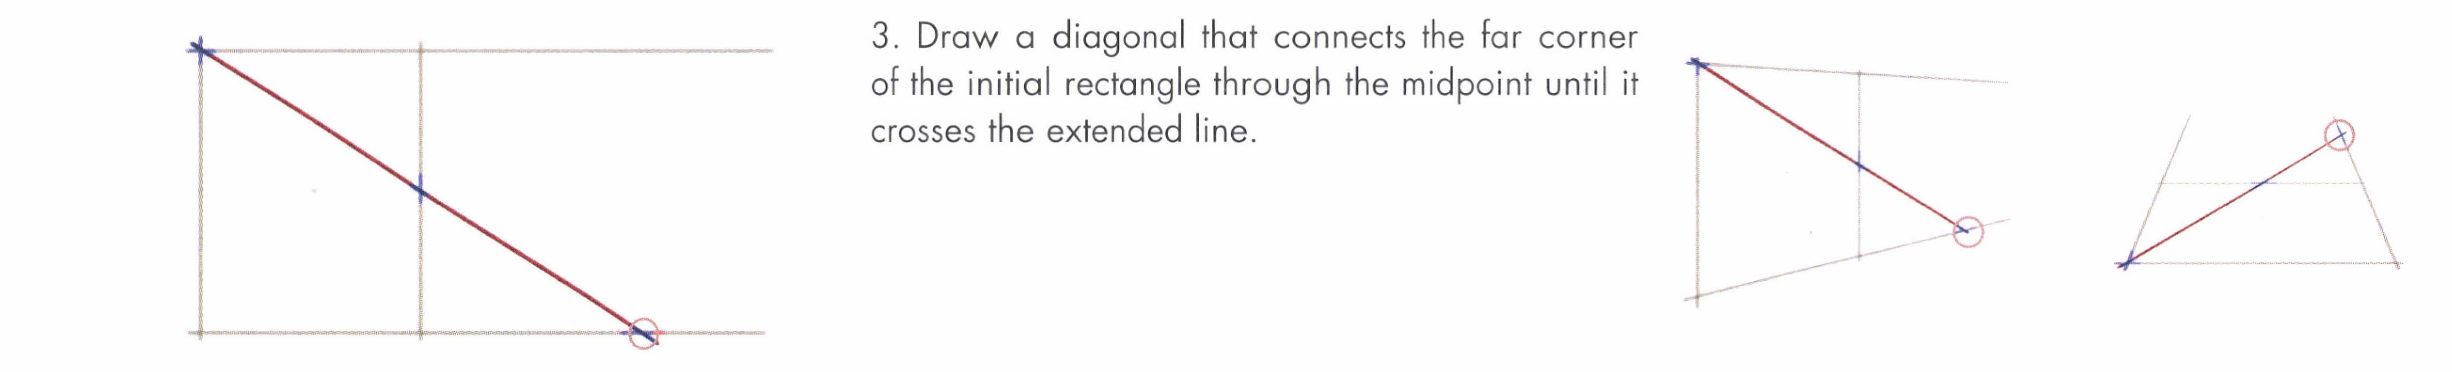 3. Draw a diagonal that connects the far corner
of the initial rectangle through the midpoint until it
crosses the extended line.